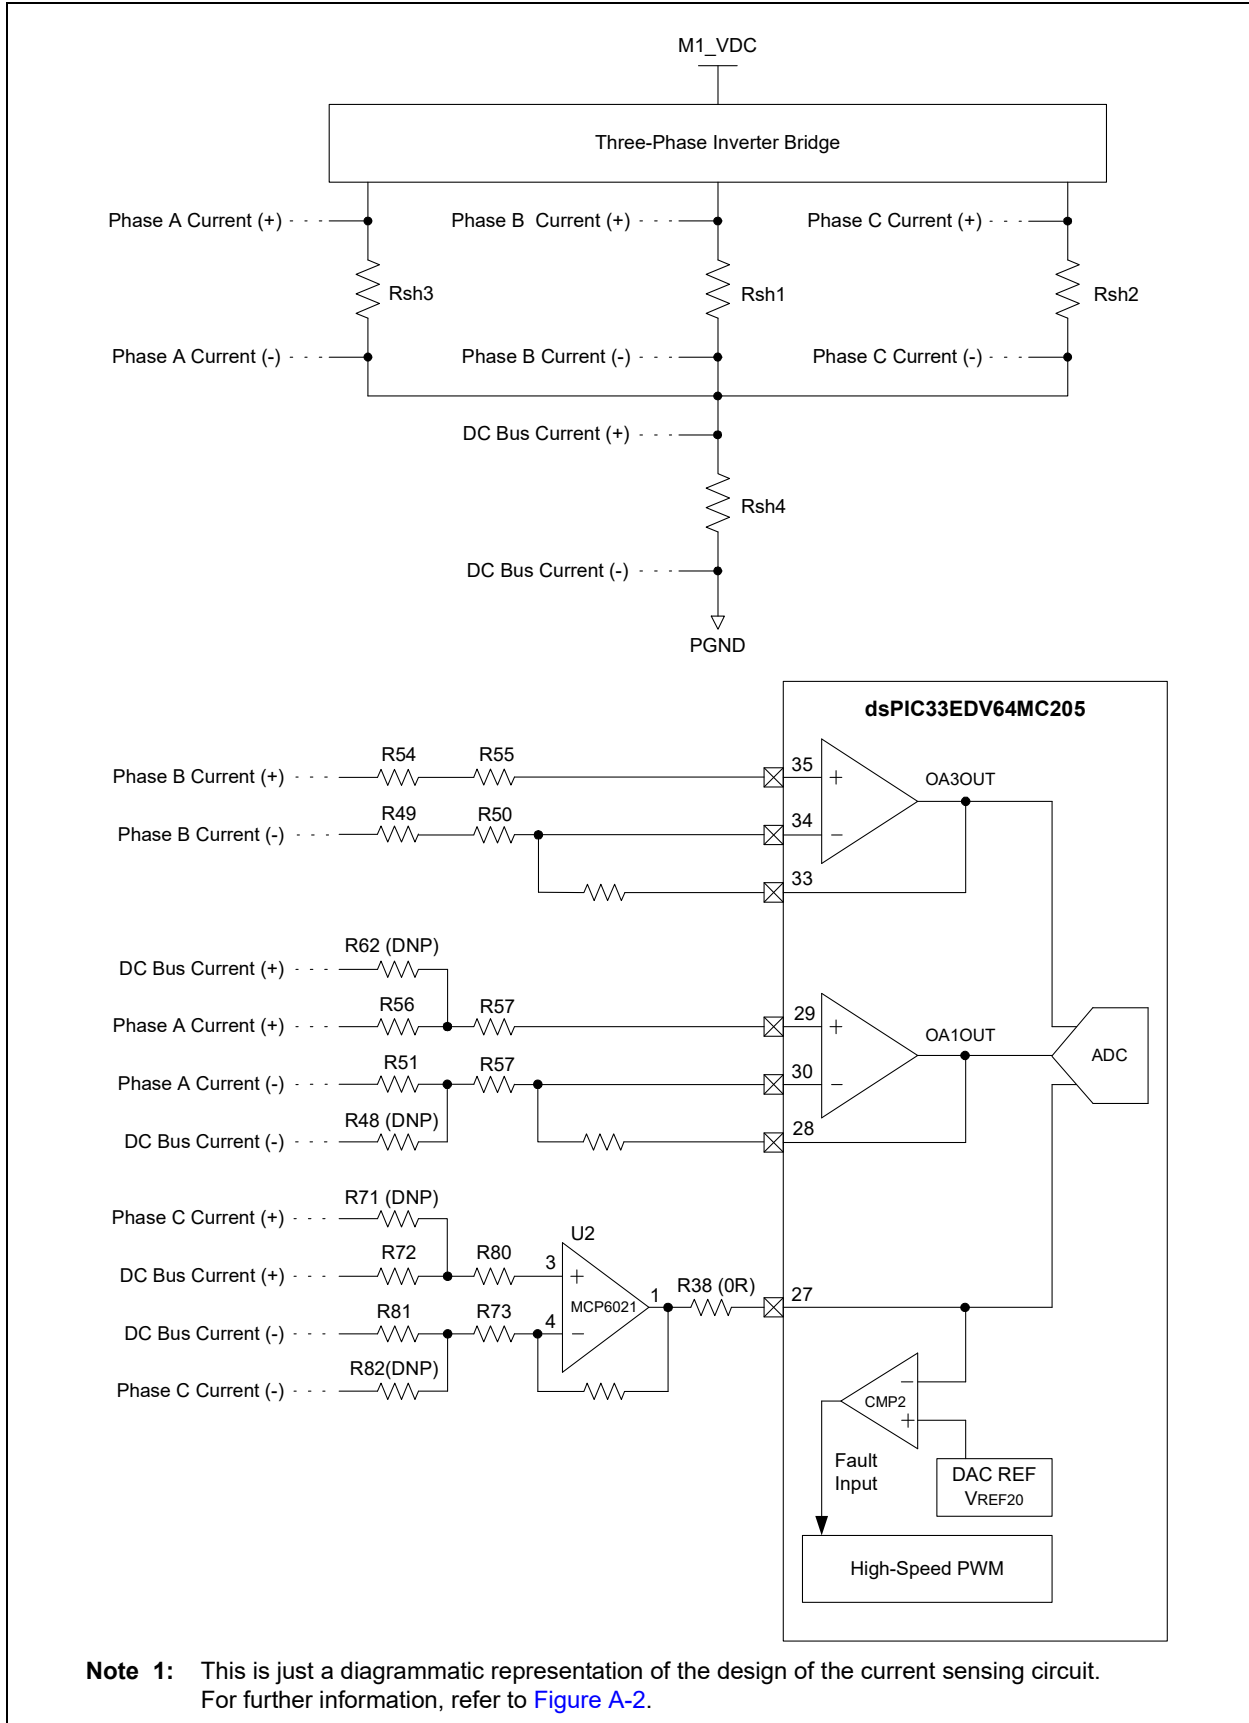 M1_VDC
Three-Phase Inverter Bridge
Phase A Current (+)
Phase B Current (+)
Phase C Current (+)
Rsh3
Rsh1
Rsh2
Phase A Current (-)
Phase B Current (-)
Phase C Current (-)
DC Bus Current (+)
Rsh4
DC Bus Current (-)
PGND
dsPIC33EDV64MC205
R54
R55
Phase B Current (+)
35
+
OA3OUT
R49
R50
Phase B Current (-)
34
−
33
R62 (DNP)
DC Bus Current (+)
R56
R57
Phase A Current (+)
29
+
OA1OUT
ADC
R51
R57
Phase A Current (-)
30
−
R48 (DNP)
DC Bus Current (-)
28
R71 (DNP)
Phase C Current (+)
U2
R72
R80
DC Bus Current (+)
3
+
MCP6021
1
R38 (0R)
27
R81
R73
DC Bus Current (-)
4
−
R82(DNP)
Phase C Current (-)
−
CMP2
+
Fault
Input
DAC REF
VREF20
High-Speed PWM
Note 1: This is just a diagrammatic representation of the design of the current sensing circuit.
For further information, refer to Figure A-2.